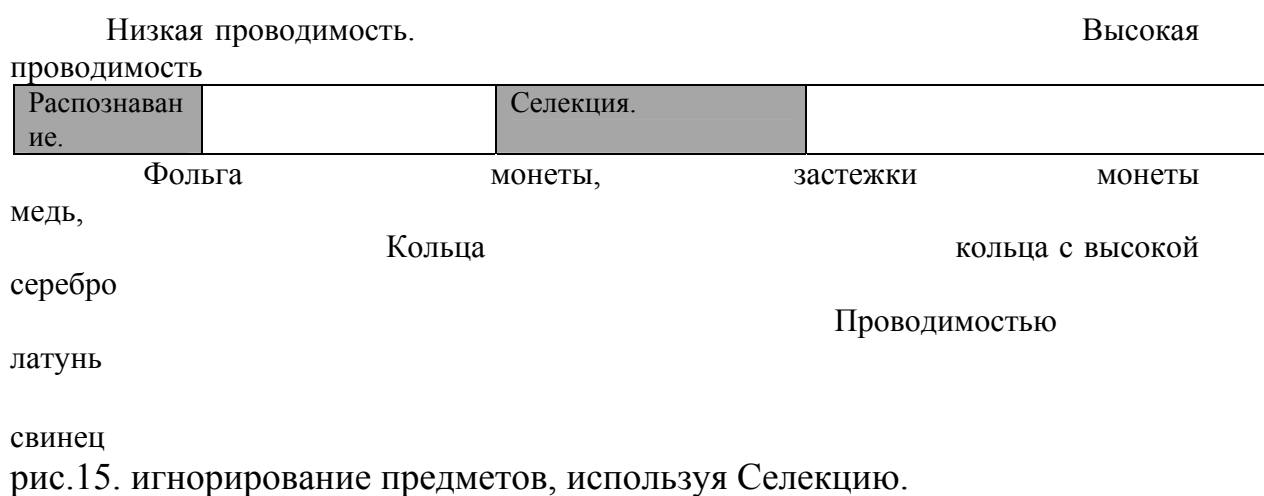 Низкая проводимость. Высокая
проводимость
Распознаван Селекция.
ие.
Фольга монеты, застежки монеты
медь,
Кольца кольца с высокой
серебро
Проводимостью
латунь
свинец
рис.15. игнорирование предметов, используя Селекцию.